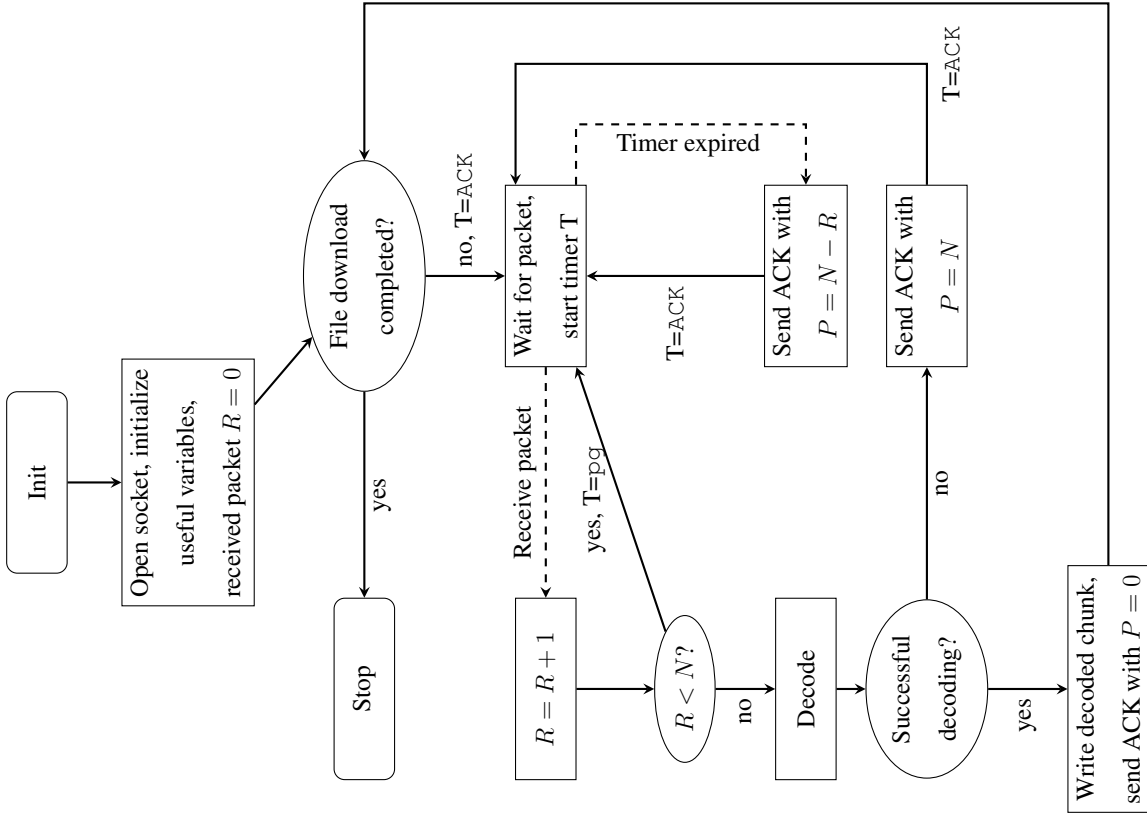 Init
Open socket, initialize
useful variables,
received packet R = 0
File download
completed?
yes
no, T=ACK
Stop
Wait for packet,
start timer T
Receive packet
Timer expired
R = R + 1
yes, T=pq
T=ACK
R < N?
Send ACK with
P = N − R
no
Decode
Successful
decoding?
no
Send ACK with
P = N
T=ACK
yes
Write decoded chunk,
send ACK with P = 0